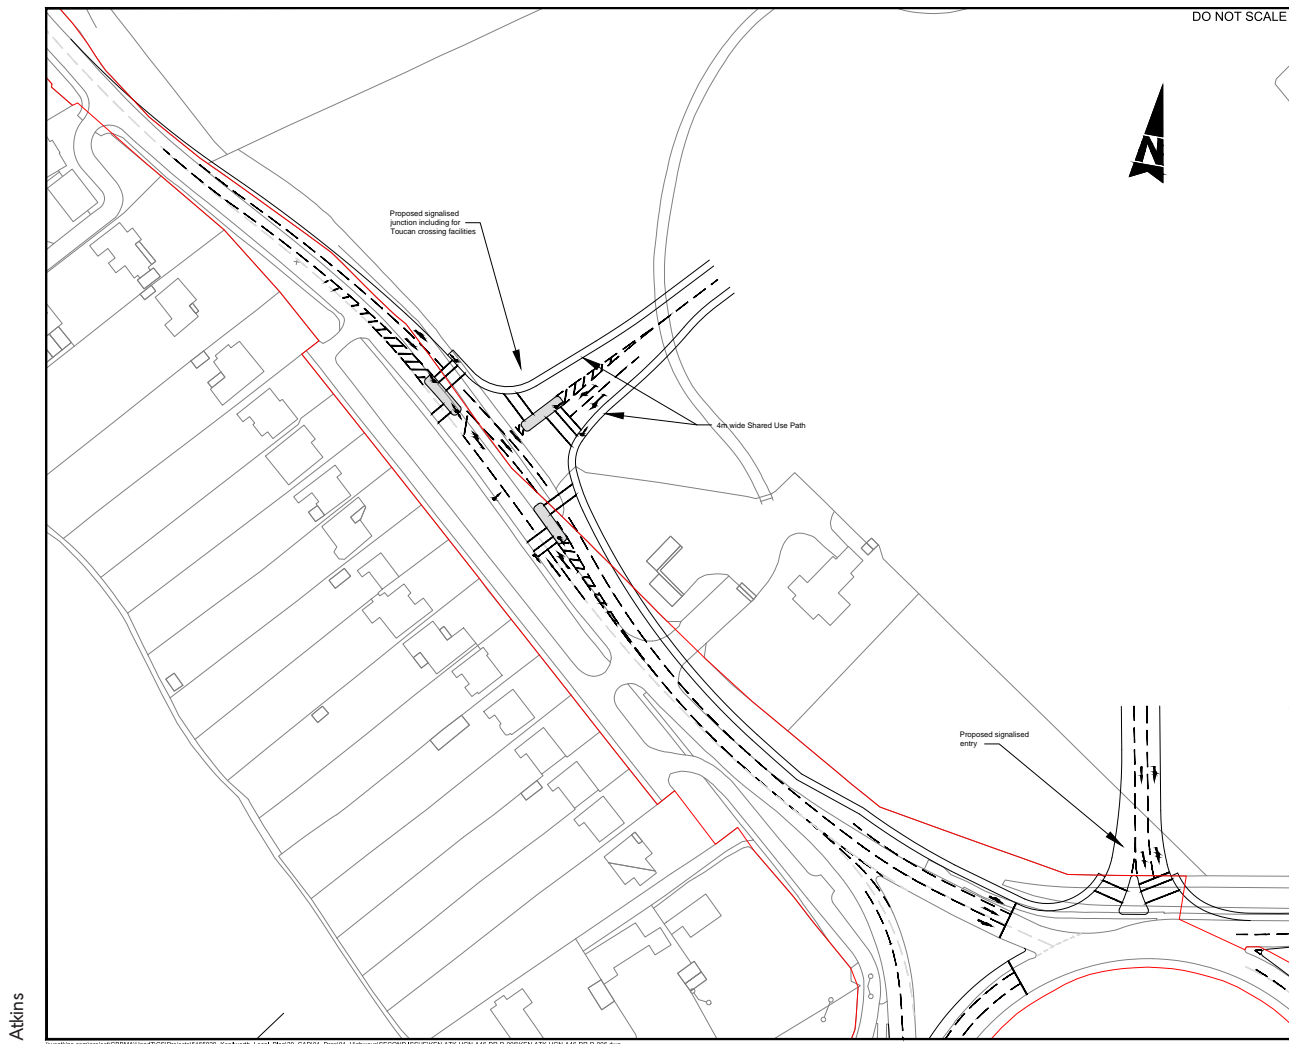 DO NOT SCALE
N
Proposed signalised
junction including for
Toucan crossing facilities
4m wide Shared Use Path
Proposed signalised
entry
Atkins